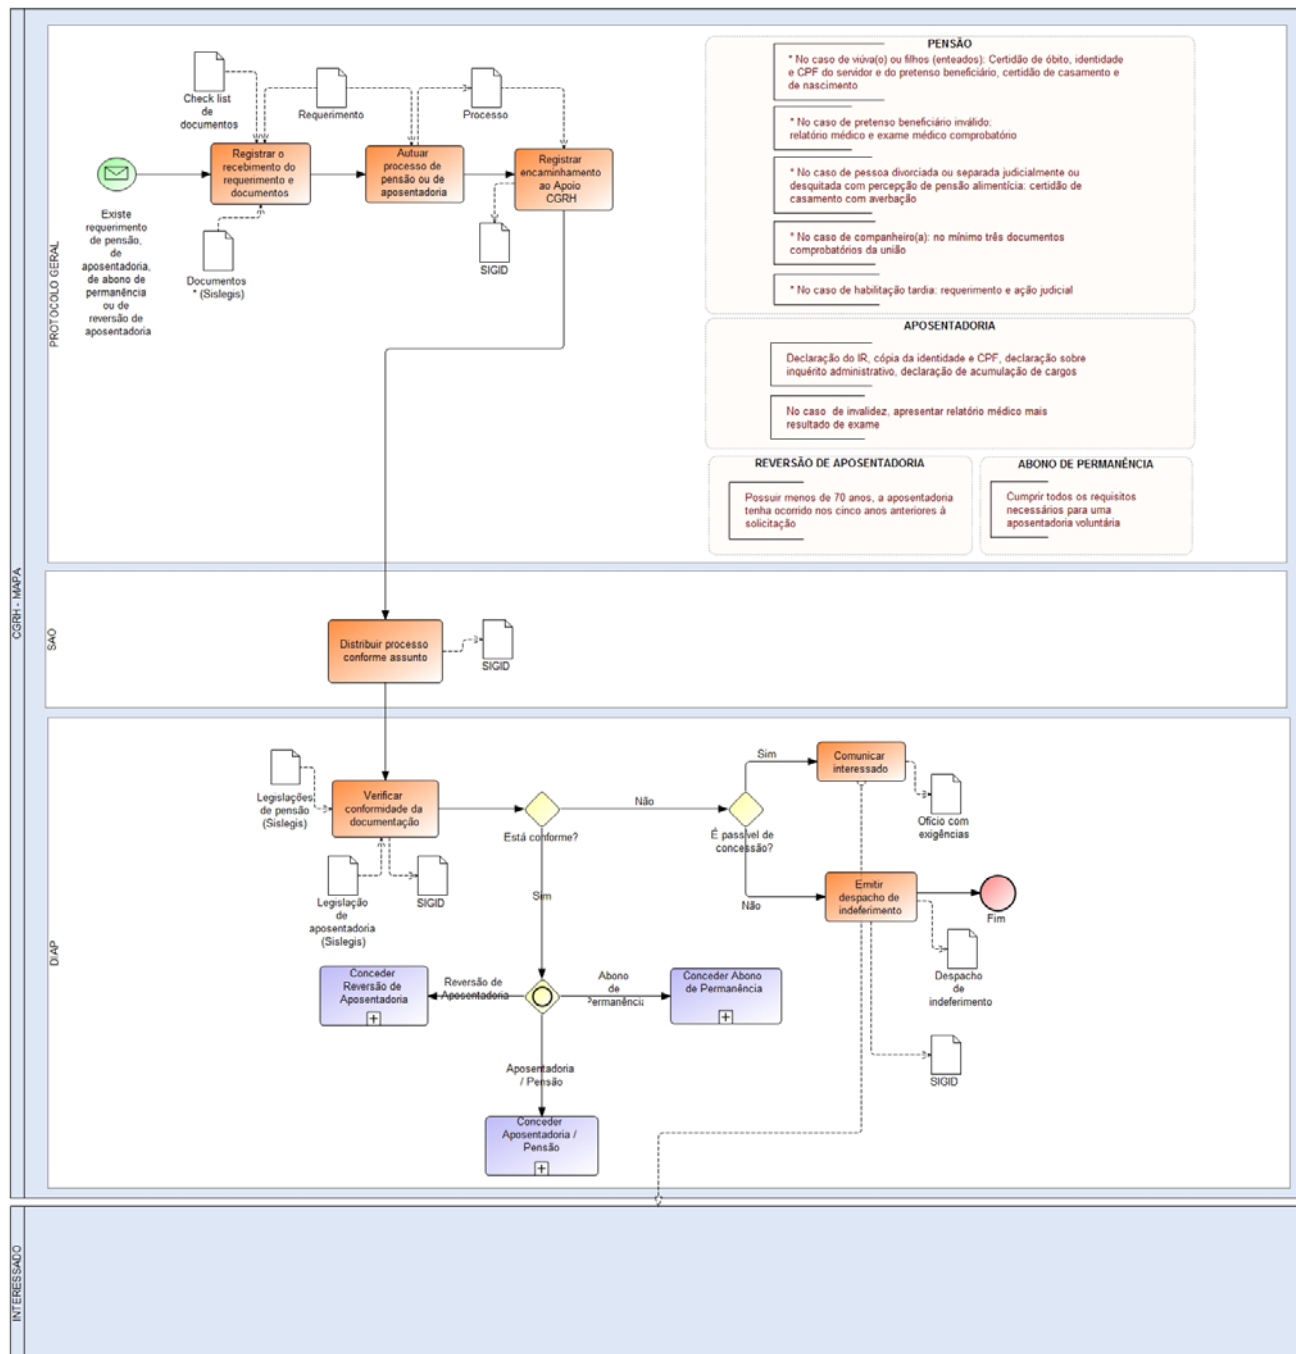 CGRH - MAPA
PROTOCOLO GERAL
Check list
de
documentos
Requerimento
Processo
Registrar o
recebimento do
requerimento e
documentos
Autuar
processo de
pensão ou de
aposentadoria
Registrar
encaminhamento
ao Apoio
CGRH
Existe
requerimento
de pensão,
de
aposentadoria,
de abono de
permanência
ou de
reversão de
aposentadoria
Documentos
* (Sislegis)
SIGID
PENSÃO
* No caso de viúva(o) ou filhos (enteados): Certidão de óbito, identidade
e CPF do servidor e do pretenso beneficiário, certidão de casamento e
de nascimento
* No caso de pretenso beneficiário inválido:
relatório médico e exame médico comprobatório
* No caso de pessoa divorciada ou separada judicialmente ou
desquitada com percepção de pensão alimentícia: certidão de
casamento com averbação
* No caso de companheiro(a): no mínimo três documentos
comprobatórios da união
* No caso de habilitação tardia: requerimento e ação judicial
APOSENTADORIA
Declaração do IR, cópia da identidade e CPF, declaração sobre
inquérito administrativo, declaração de acumulação de cargos
No caso de invalidez, apresentar relatório médico mais
resultado de exame
REVERSÃO DE APOSENTADORIA
Possuir menos de 70 anos, a aposentadoria
tenha ocorrido nos cinco anos anteriores à
solicitação
ABONO DE PERMANÊNCIA
Cumprir todos os requisitos
necessários para uma
aposentadoria voluntária
SAO
Distribuir processo
conforme assunto
SIGID
DIAP
Legislações
de pensão
(Sislegis)
Verificar
conformidade da
documentação
Legislação
de
aposentadoria
(Sislegis)
SIGID
Está conforme?
Não
Sim
É passível de
concessão?
Sim
Não
Comunicar
interessado
Ofício com
exigências
Emitir
despacho de
indeferimento
Fim
Despacho
de
indeferimento
SIGID
Conceder
Reversão de
Aposentadoria
Reversão de
Aposentadoria
Abono
de
Permanência
Conceder Abono
de Permanência
Aposentadoria
/ Pensão
Conceder
Aposentadoria /
Pensão
INTERESSADO